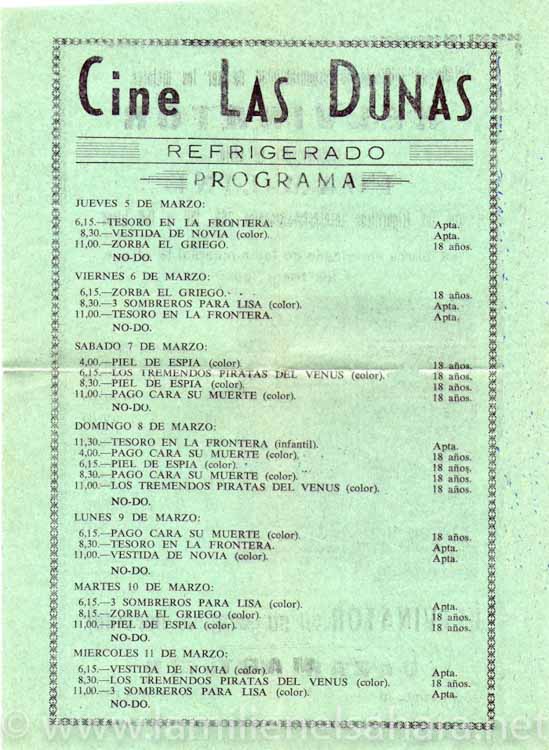 Cine LAS DUNAS
REFRIGERADO
PROGRAMA
JUEVES 5 DE MARZO:
6,15.—TESORO EN LA FRONTERA. Apta.
8,30.—VESTIDA DE NOVIA (color). Apta.
11,00.—ZORBA EL GRIEGO. 18 años.
NO-DO.
VIERNES 6 DE MARZO:
6,15.—ZORBA EL GRIEGO. 18 años.
8,30.—3 SOMBREROS PARA LISA (color). Apta.
11,00.—TESORO EN LA FRONTERA. Apta.
NO-DO.
SABADO 7 DE MARZO:
4,00.—PIEL DE ESPIA (color). 18 años.
6,15.—LOS TREMENDOS PIRATAS DEL VENUS (color). 18 años.
8,30.—PIEL DE ESPIA (color). 18 años.
11,00.—PAGO CARA SU MUERTE (color). 18 años.
NO-DO.
DOMINGO 8 DE MARZO:
11,30.—TESORO EN LA FRONTERA (infantil). Apta.
4,00.—PAGO CARA SU MUERTE (color). 18 años.
6,15.—PIEL DE ESPIA (color). 18 años.
8,30.—PAGO CARA SU MUERTE (color). 18 años.
11,00.—LOS TREMENDOS PIRATAS DEL VENUS (color). 18 años.
NO-DO.
LUNES 9 DE MARZO:
6,15.—PAGO CARA SU MUERTE (color). 18 años.
8,30.—TESORO EN LA FRONTERA. Apta.
11,00.—VESTIDA DE NOVIA (color). Apta.
NO-DO.
MARTES 10 DE MARZO:
6,15.—3 SOMBREROS PARA LISA (color). Apta.
8,15.—ZORBA EL GRIEGO (color). 18 años.
11,00.—PIEL DE ESPIA (color). 18 años.
NO-DO.
MIERCOLES 11 DE MARZO:
6,15.—VESTIDA DE NOVIA (color). Apta.
8,30.—LOS TREMENDOS PIRATAS DEL VENUS (color). 18 años.
11,00.—3 SOMBREROS PARA LISA (color). Apta.
NO-DO.